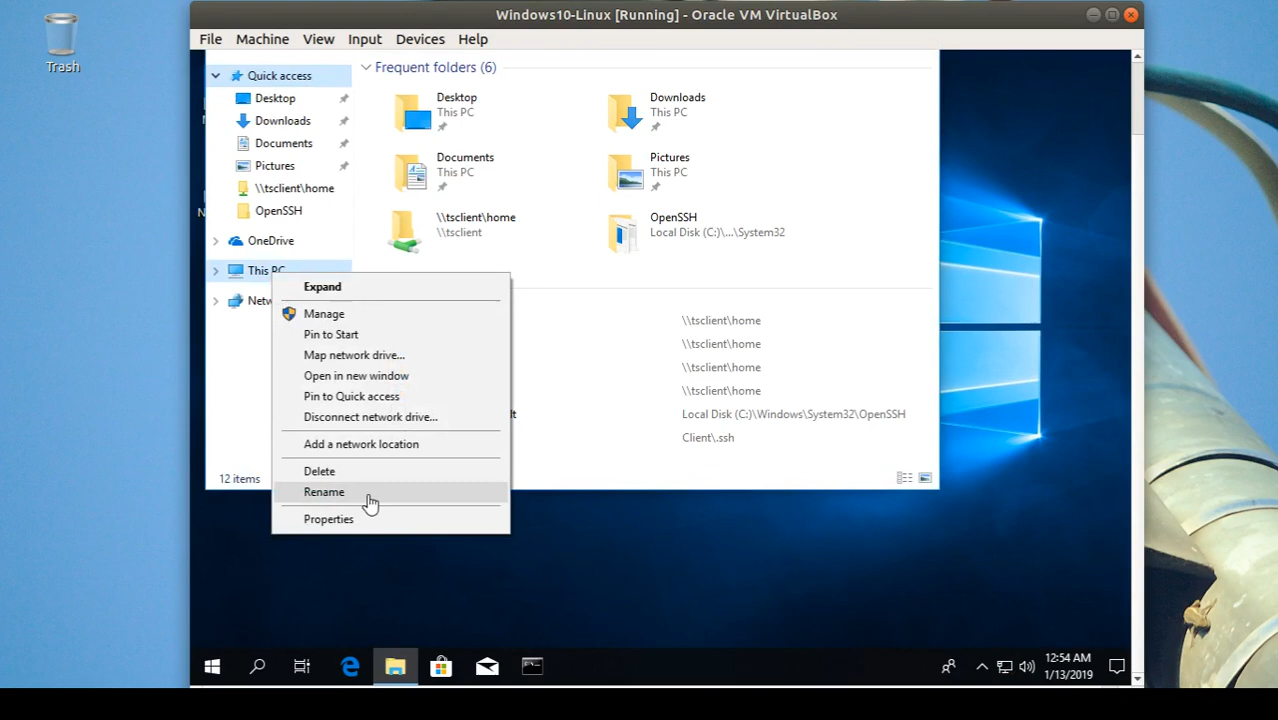 Trash
Windows10-Linux [Running] - Oracle VM VirtualBox
File Machine View Input Devices Help
Quick access
Desktop
Downloads
Documents
Pictures
\\tsclient\home
OpenSSH
OneDrive
This PC
Netw
Frequent folders (6)
Desktop
This PC
Downloads
This PC
Documents
This PC
Pictures
This PC
\\tsclient\home
\\tsclient
OpenSSH
Local Disk (C:)\...\System32
\\tsclient\home
\\tsclient\home
\\tsclient\home
\\tsclient\home
lt Local Disk (C:)\Windows\System32\OpenSSH
Client\.ssh
12 items
Expand
Manage
Pin to Start
Map network drive...
Open in new window
Pin to Quick access
Disconnect network drive...
Add a network location
Delete
Rename
Properties
12:54 AM
1/13/2019